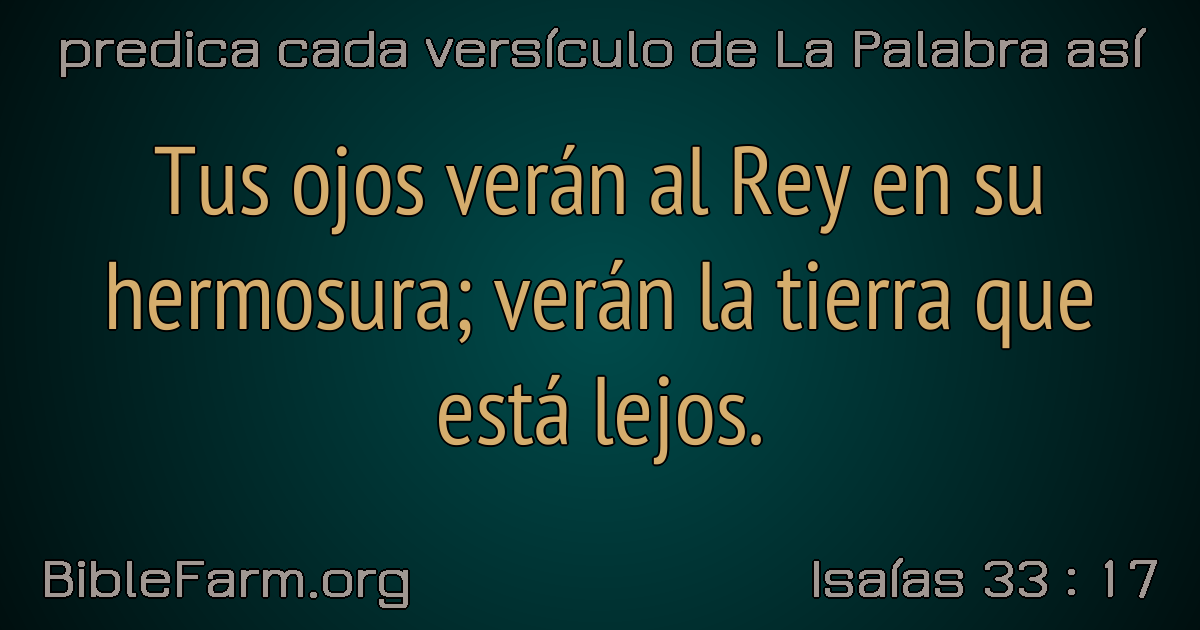 predica cada versículo de La Palabra así
Tus ojos verán al Rey en su
hermosura; verán la tierra que
está lejos.
BibleFarm.org
Isaías 33 : 17